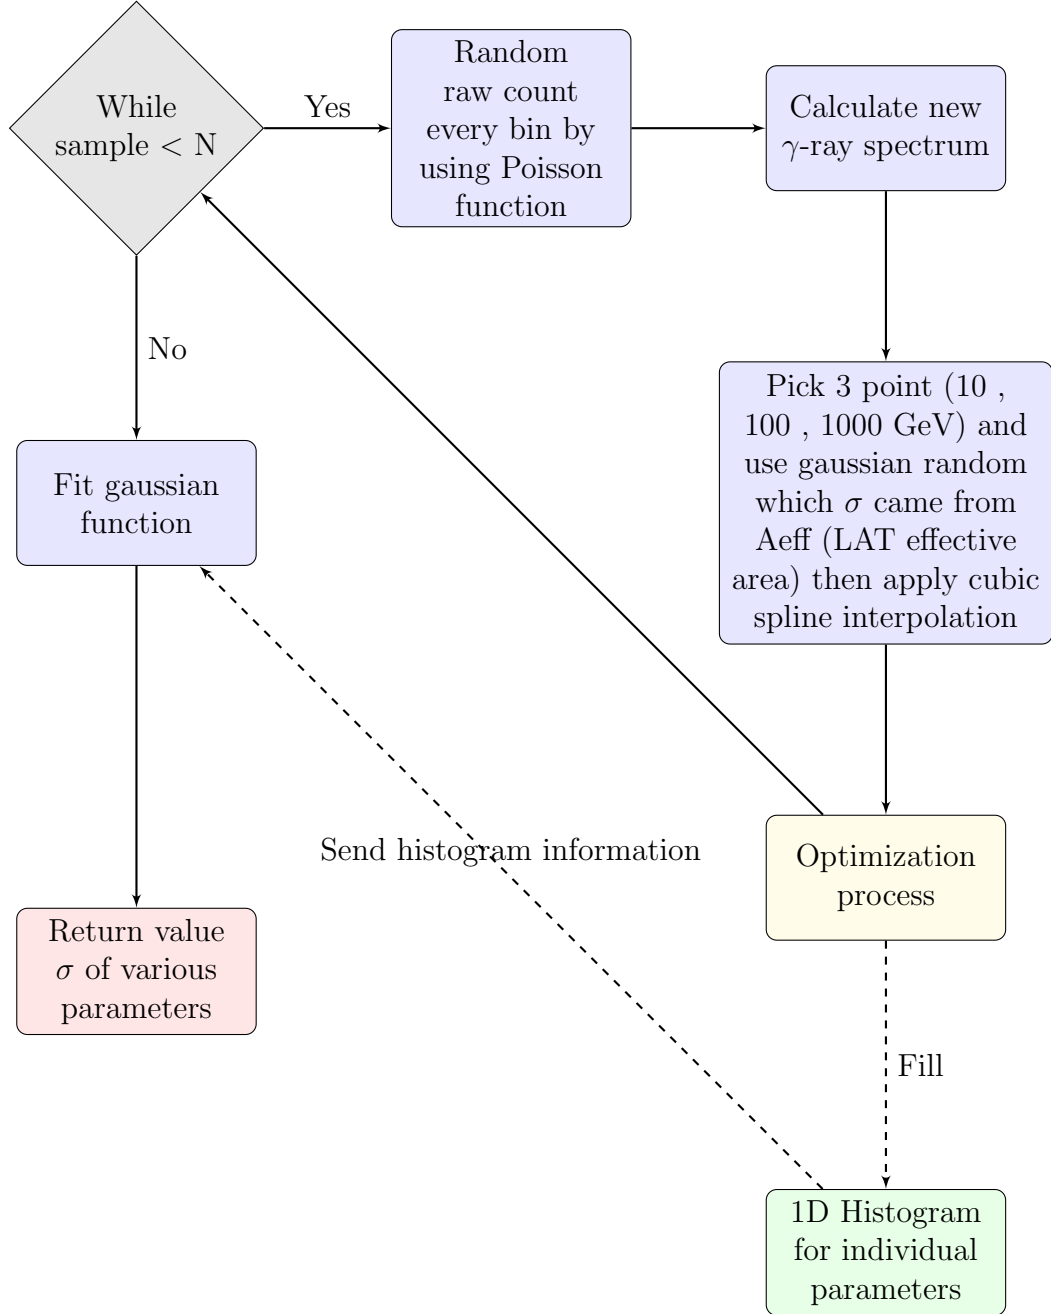 While
sample < N
Yes
Random
raw count
every bin by
using Poisson
function
Calculate new
γ-ray spectrum
No
Fit gaussian
function
Pick 3 point (10 ,
100 , 1000 GeV) and
use gaussian random
which σ came from
Aeff (LAT effective
area) then apply cubic
spline interpolation
Send histogram information
Optimization
process
Return value
σ of various
parameters
Fill
1D Histogram
for individual
parameters